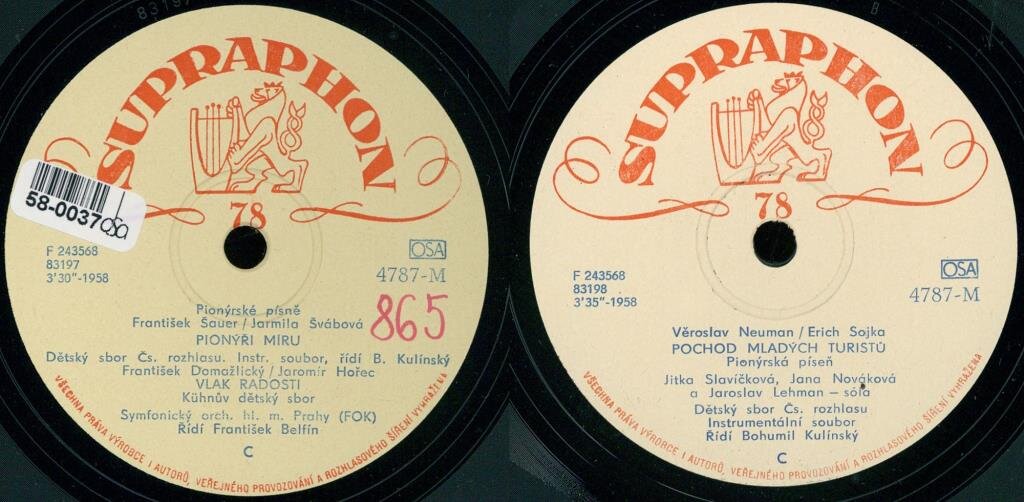 83197
SUPRAPHON
78
58-0037
OSA
F 243568
83197
3'30"-1958
OSA
4787-M
865
Pionýrské písně
František Šauer/Jarmila Švábová
PIONÝŘI MÍRU
Dětský sbor Čs. rozhlasu. Instr. soubor, řídí B. Kulínský
František Domažlický/Jaromír Hořec
VLAK RADOSTI
Kühnův dětský sbor
Symfonický orch. hl. m. Prahy (FOK)
Řídí František Belfín
C
VŠECHNA PRÁVA VÝROBCE I AUTORŮ, VEŘEJNÉHO PROVOZOVÁNÍ A ROZHLASOVÉHO ŠÍŘENÍ VYHRAŽENA
SUPRAPHON
78
F 243568
83198
3'35"-1958
OSA
4787-M
Věroslav Neuman/Erich Sojka
POCHOD MLADÝCH TURISTŮ
Pionýrská píseň
Jitka Slavíčková, Jana Nováková
a Jaroslav Lehman – sóla
Dětský sbor Čs. rozhlasu
Instrumentální soubor
Řídí Bohumil Kulínský
C
VŠECHNA PRÁVA VÝROBCE I AUTORŮ, VEŘEJNÉHO PROVOZOVÁNÍ A ROZHLASOVÉHO ŠÍŘENÍ VYHRAŽENA